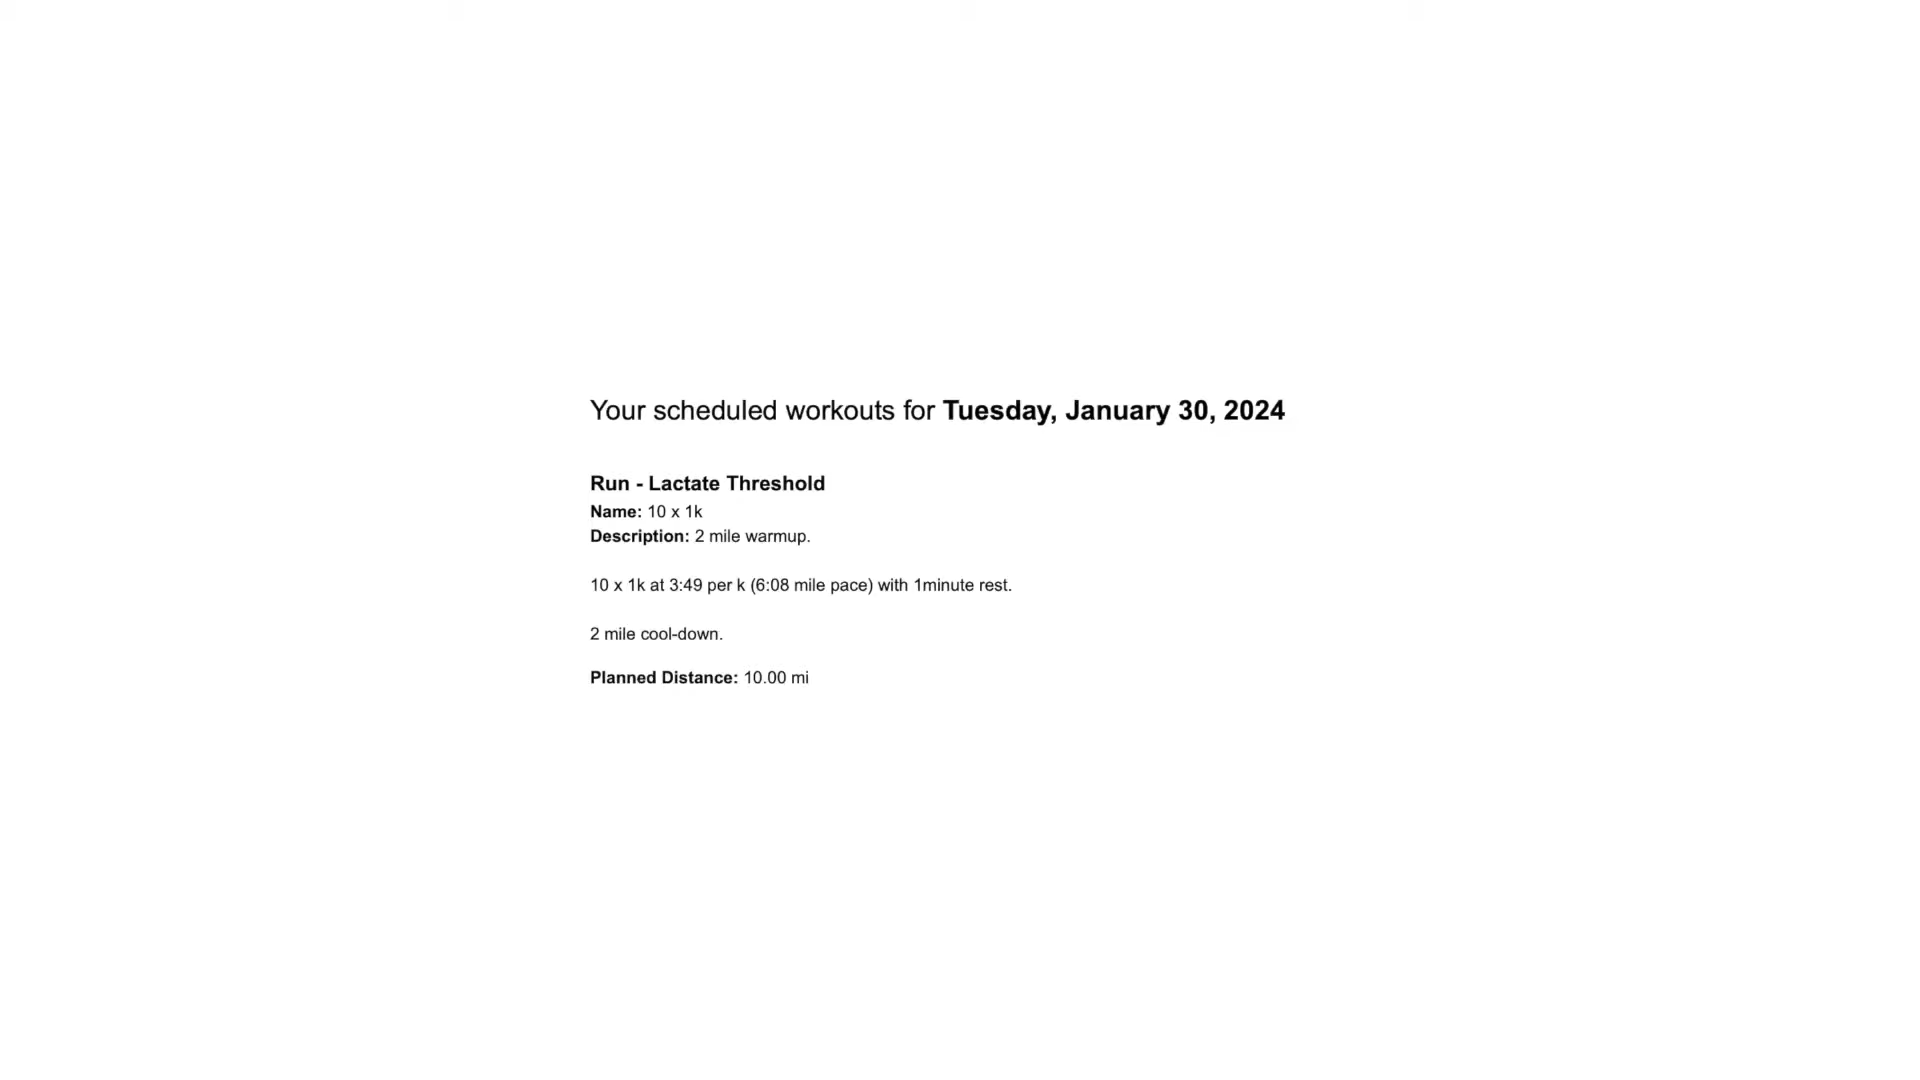 Your scheduled workouts for Tuesday, January 30, 2024
Run - Lactate Threshold
Name: 10 x 1k
Description: 2 mile warmup.
10 x 1k at 3:49 per k (6:08 mile pace) with 1minute rest.
2 mile cool-down.
Planned Distance: 10.00 mi